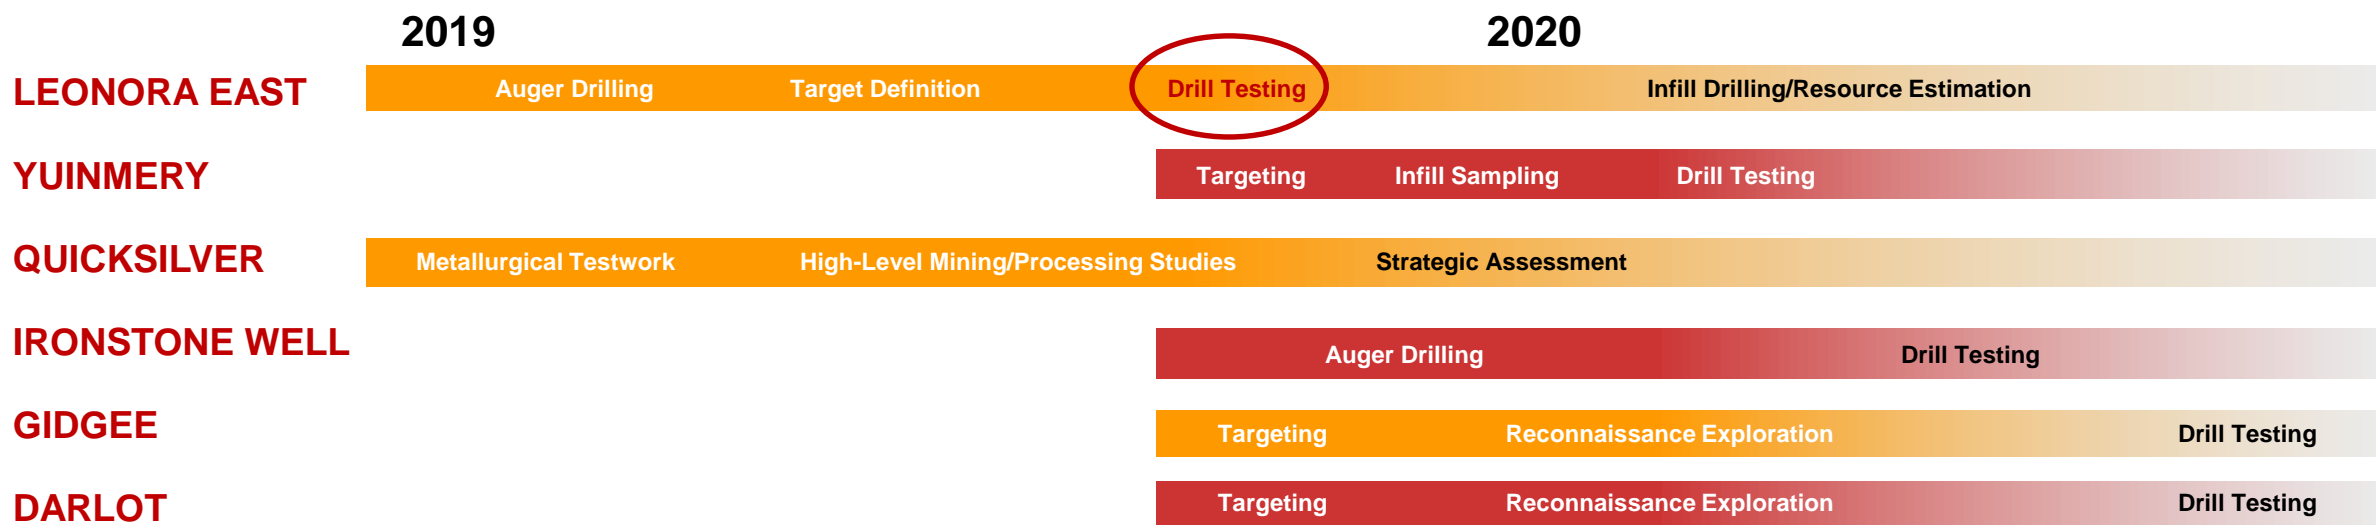 2019 2020
LEONORA EAST Auger Drilling Target Definition Drill Testing Infill Drilling/Resource Estimation
YUINMERY Targeting Infill Sampling Drill Testing
QUICKSILVER Metallurgical Testwork High-Level Mining/Processing Studies Strategic Assessment
IRONSTONE WELL Auger Drilling Drill Testing
GIDGEE Targeting Reconnaissance Exploration Drill Testing
DARLOT Targeting Reconnaissance Exploration Drill Testing